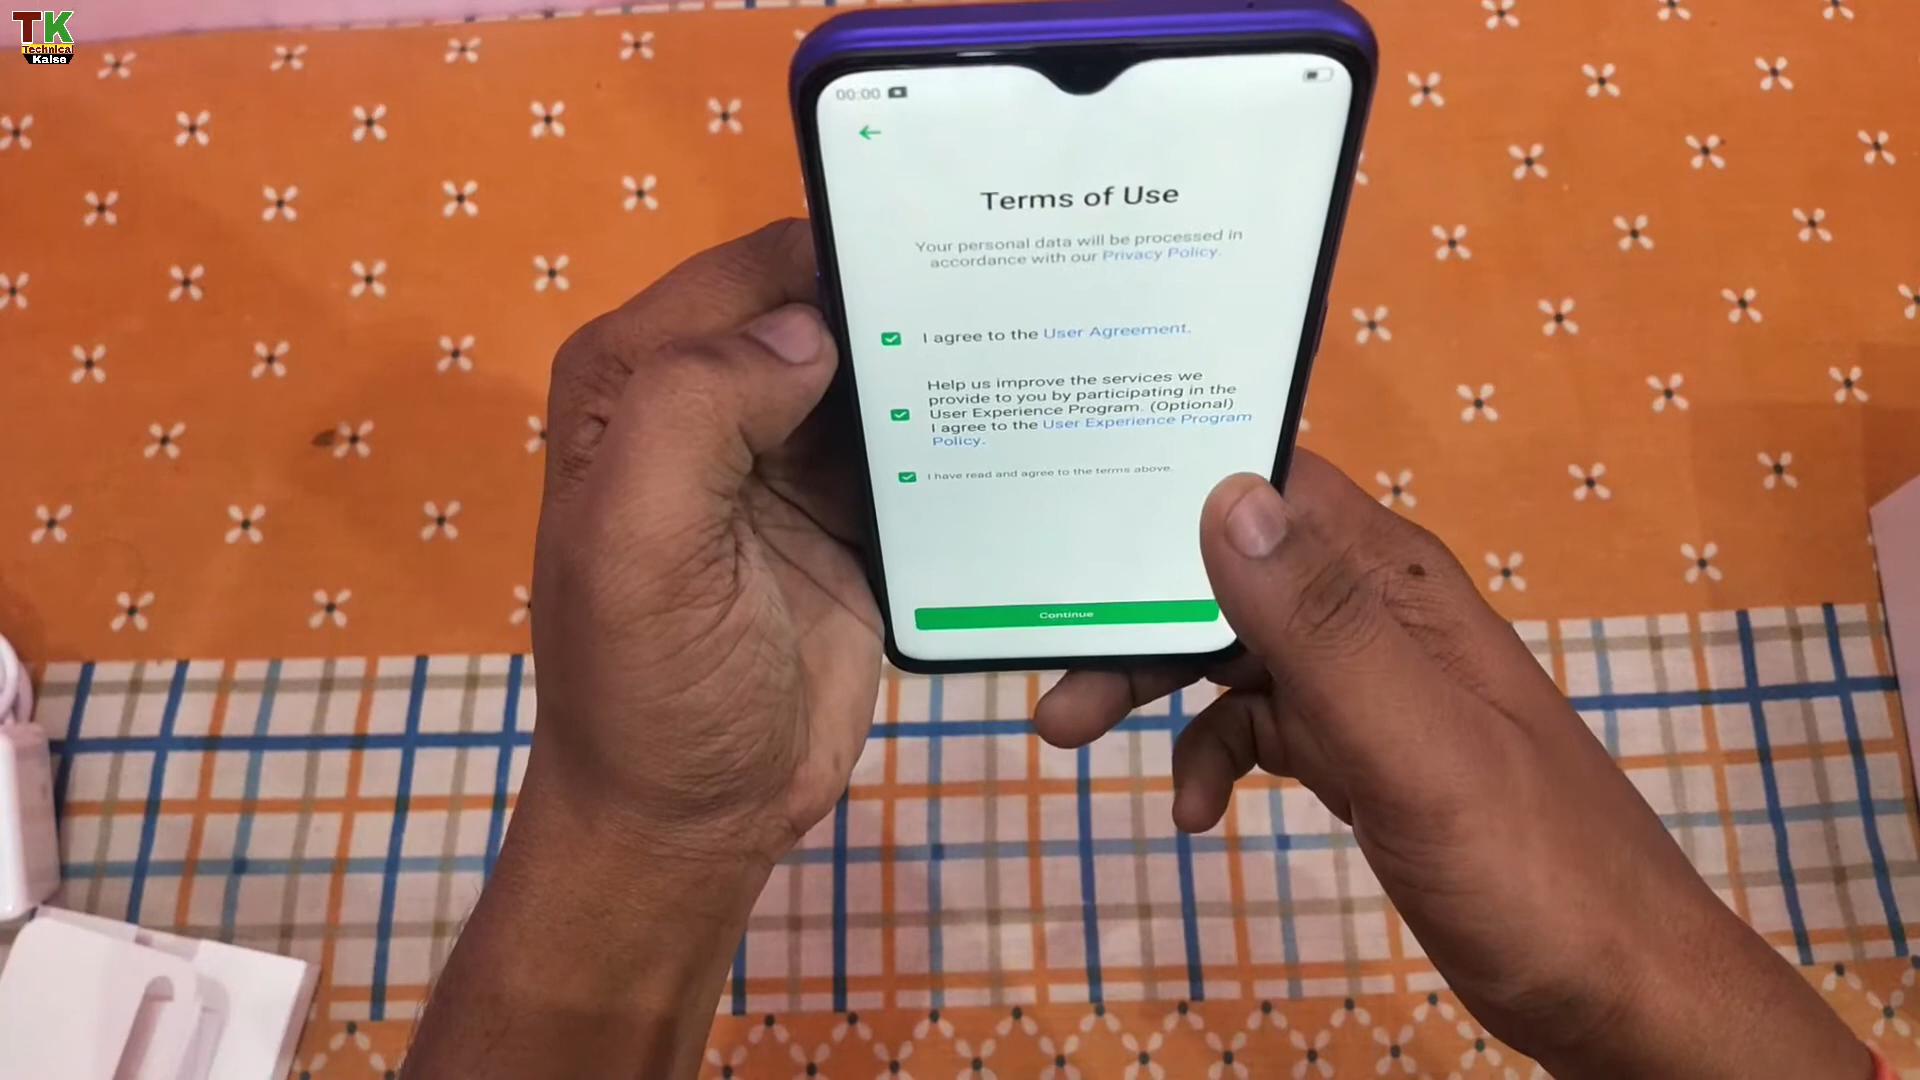 TK
Technical
Kalse
00:00
Terms of Use
Your personal data will be processed in
accordance with our Privacy Policy.
I agree to the User Agreement.
Help us improve the services we
provide to you by participating in the
User Experience Program. (Optional)
I agree to the User Experience Program
Policy.
I have read and agree to the terms above.
Continue